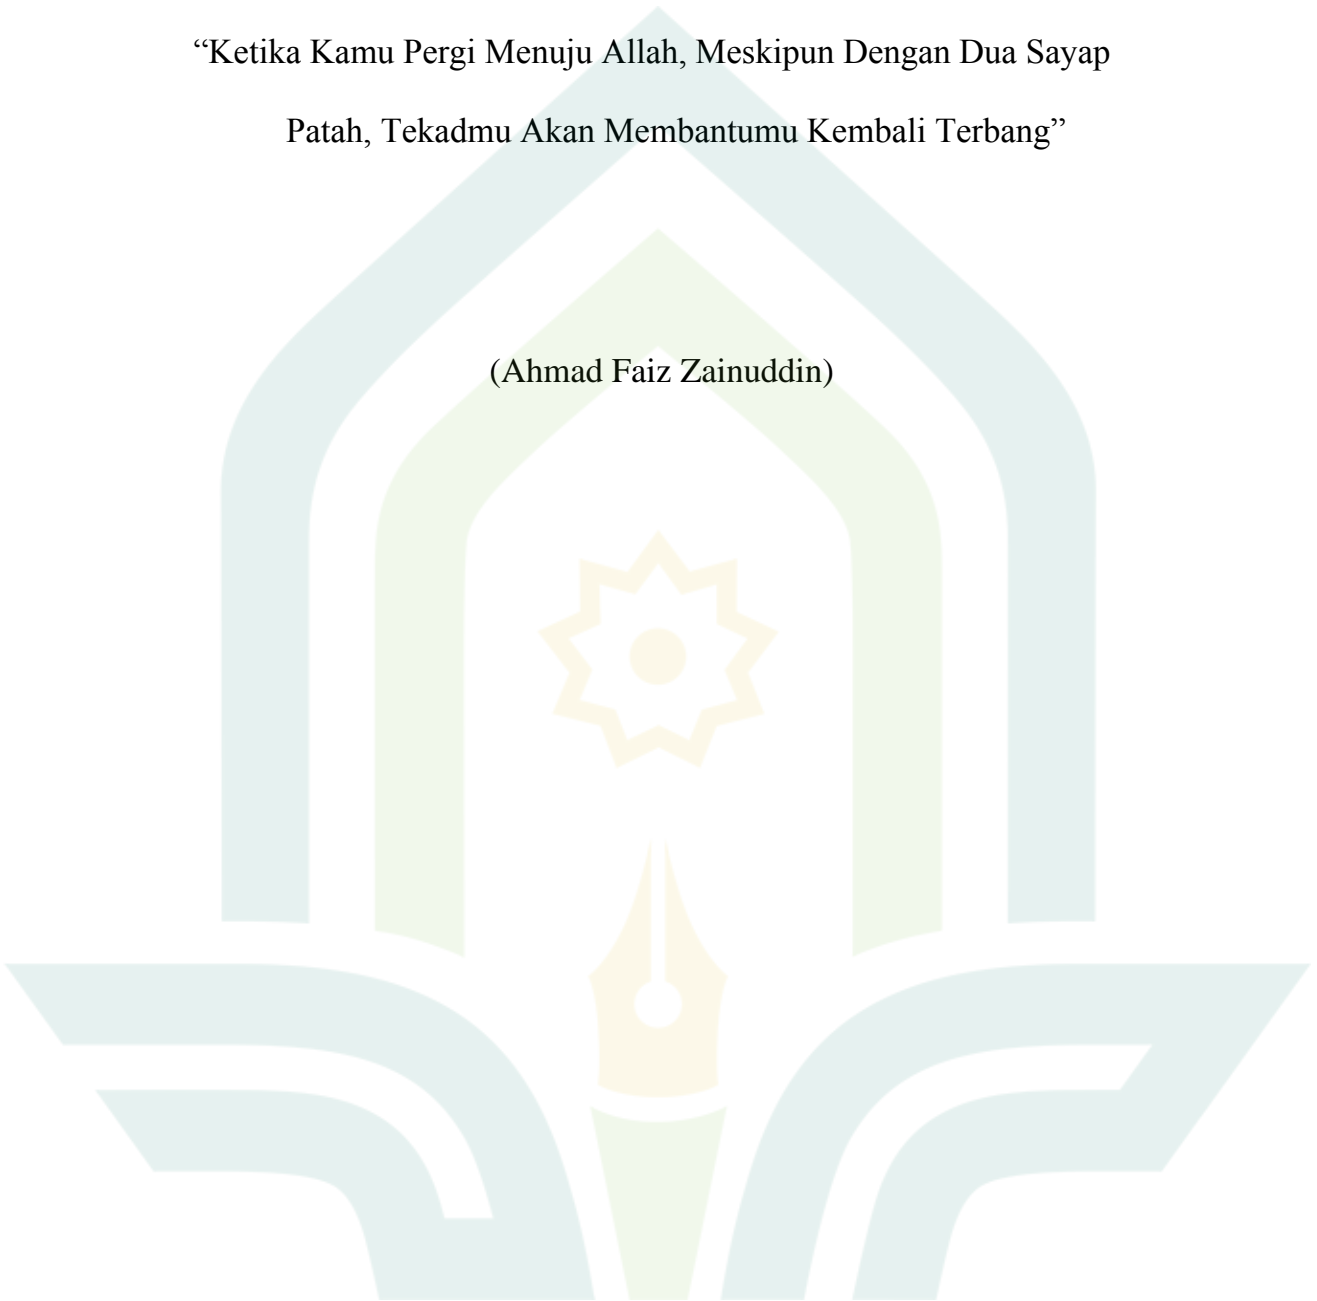 “Ketika Kamu Pergi Menuju Allah, Meskipun Dengan Dua Sayap
Patah, Tekadmu Akan Membantumu Kembali Terbang”
(Ahmad Faiz Zainuddin)